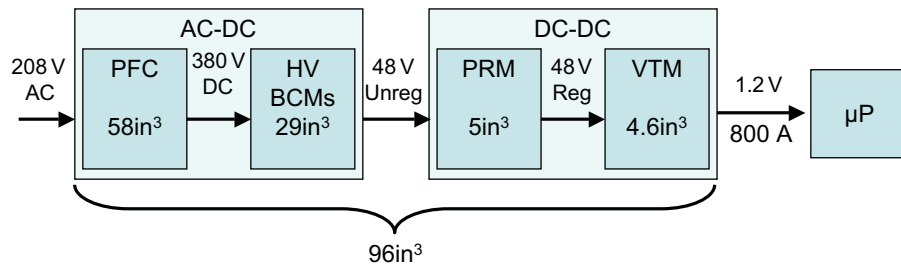 AC-DC
DC-DC
208 V
AC
PFC
58in³
380 V
DC
HV
BCMs
29in³
48 V
Unreg
PRM
5in³
48 V
Reg
VTM
4.6in³
1.2 V
800 A
µP
96in³